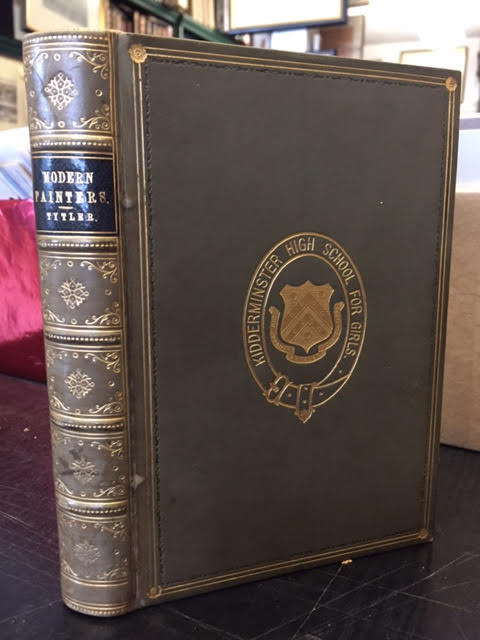 MODERN
PAINTERS.
TYTLER.
KIDDERMINSTER HIGH SCHOOL FOR GIRLS.